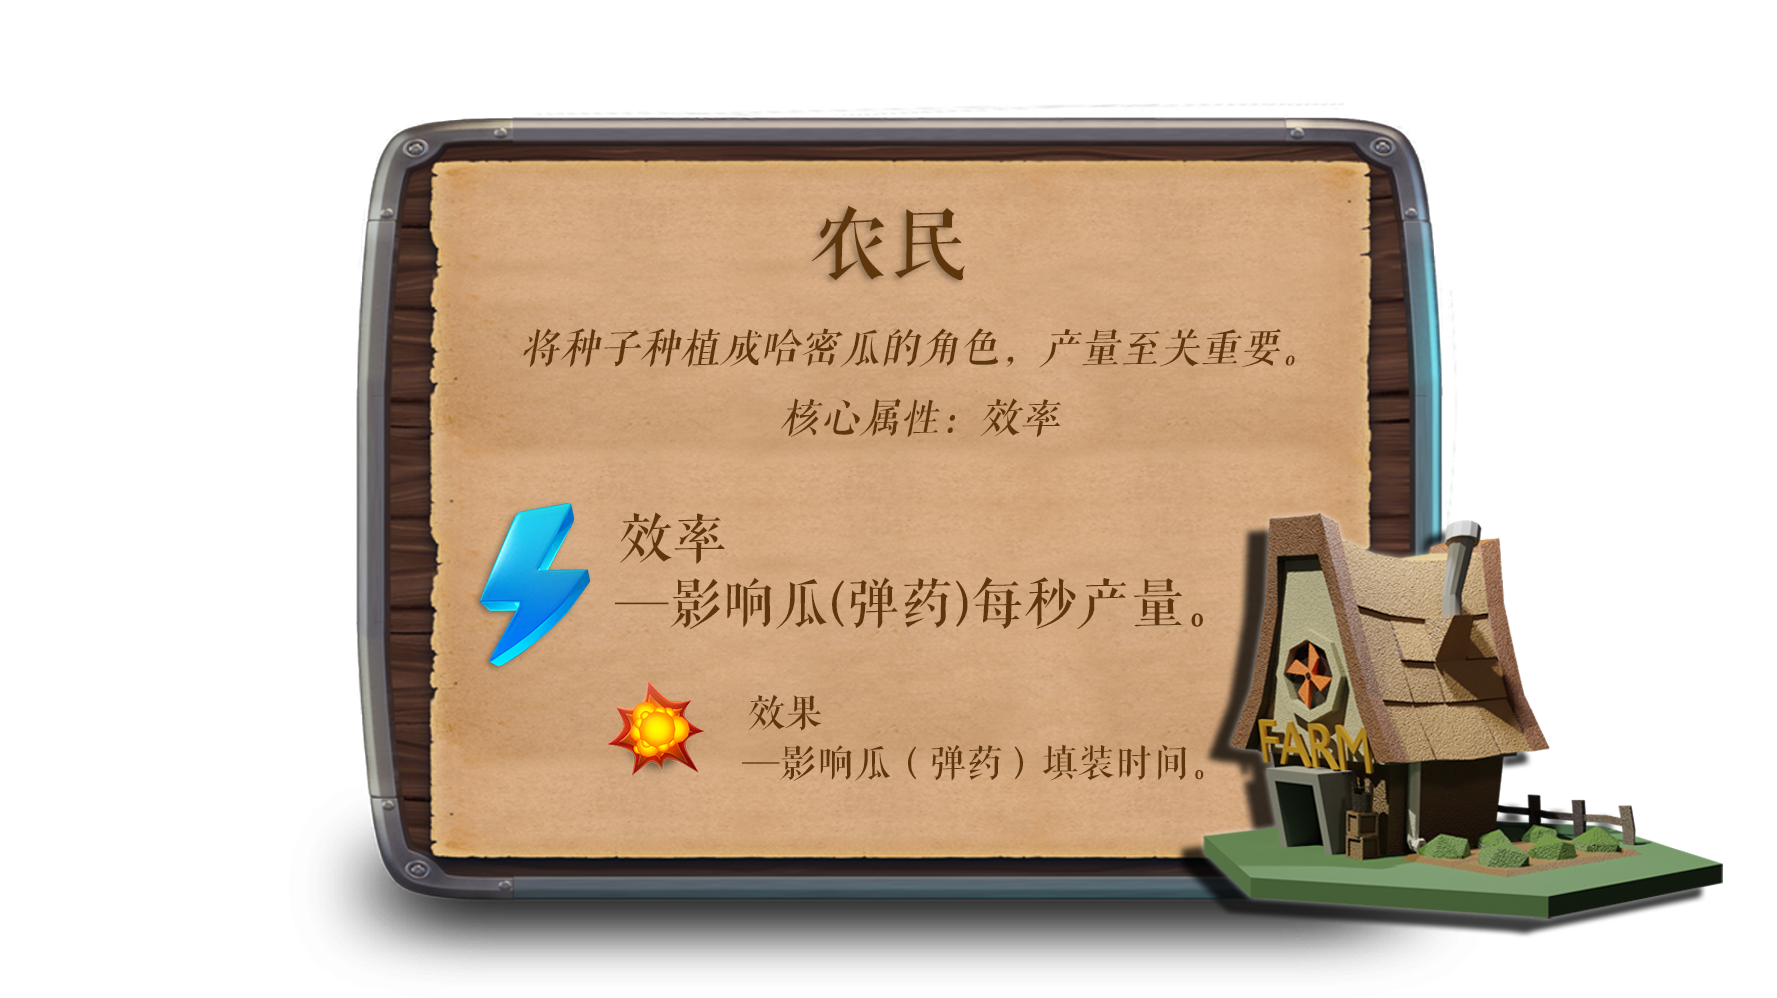 农民
将种子种植成哈密瓜的角色，产量至关重要。
核心属性：效率
效率
—影响瓜(弹药)每秒产量。
效果
—影响瓜（弹药）填装时间。
FARM